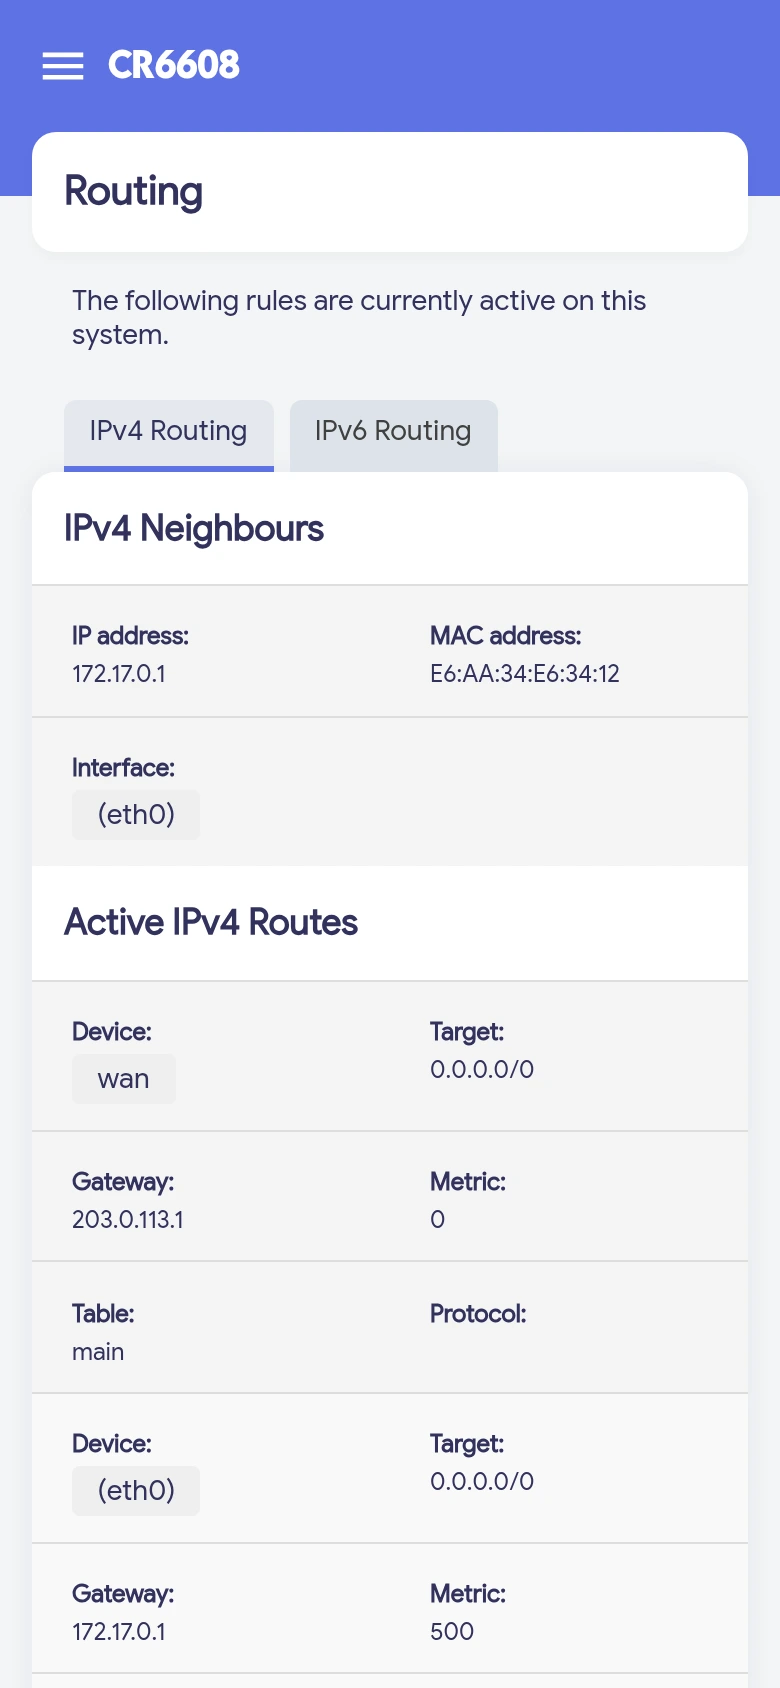 CR6608
Routing
The following rules are currently active on this
system.
IPv4 Routing
IPv6 Routing
IPv4 Neighbours
IP address:
172.17.0.1
MAC address:
E6:AA:34:E6:34:12
Interface:
(eth0)
Active IPv4 Routes
Device:
wan
Target:
0.0.0.0/0
Gateway:
203.0.113.1
Metric:
0
Table:
main
Protocol:
Device:
(eth0)
Target:
0.0.0.0/0
Gateway:
172.17.0.1
Metric:
500